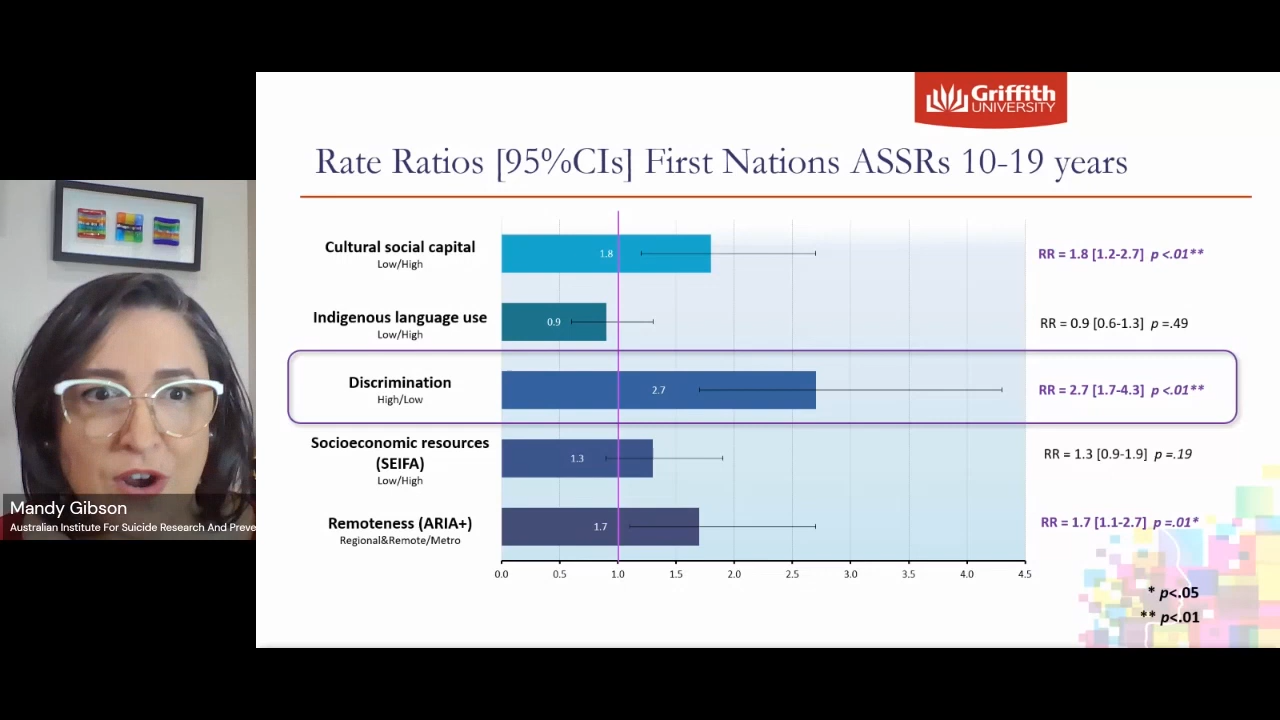 Griffith
UNIVERSITY
Rate Ratios [95%CIs] First Nations ASSRs 10-19 years
Cultural social capital
Low/High
1.8
RR = 1.8 [1.2-2.7] p <.01**
Indigenous language use
Low/High
0.9
RR = 0.9 [0.6-1.3] p =.49
Discrimination
High/Low
2.7
RR = 2.7 [1.7-4.3] p <.01**
Socioeconomic resources
(SEIFA)
Low/High
1.3
RR = 1.3 [0.9-1.9] p =.19
Remoteness (ARIA+)
Regional&Remote/Metro
1.7
RR = 1.7 [1.1-2.7] p =.01*
0.0 0.5 1.0 1.5 2.0 2.5 3.0 3.5 4.0 4.5
* p<.05
** p<.01
Mandy Gibson
Australian Institute For Suicide Research And Preve